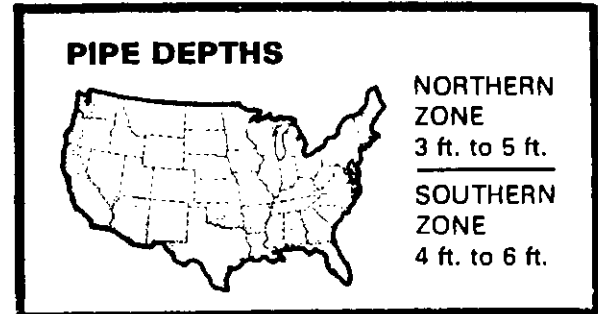 PIPE DEPTHS
NORTHERN
ZONE
3 ft. to 5 ft.
SOUTHERN
ZONE
4 ft. to 6 ft.